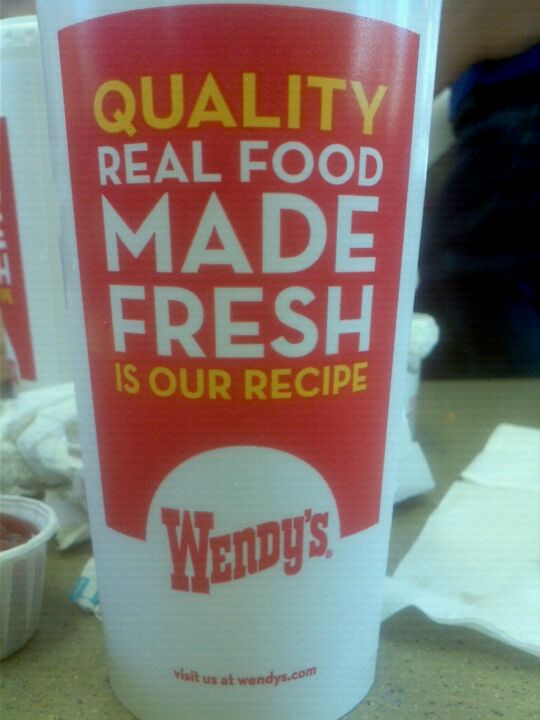 QUALITY
REAL FOOD
MADE
FRESH
IS OUR RECIPE
WENDY'S®
visit us at wendys.com